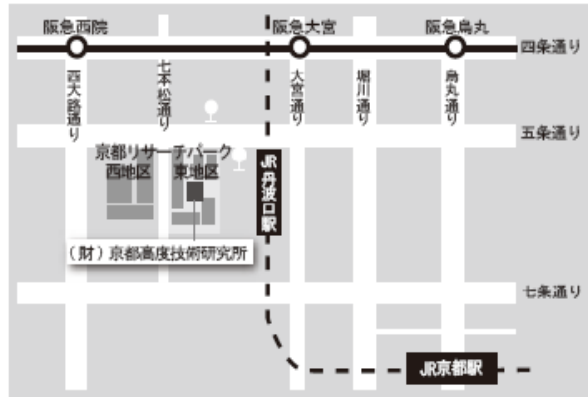 阪急西院
阪急大宮
阪急烏丸
四条通り
西大路通り
七本松通り
大宮通り
堀川通り
烏丸通り
五条通り
京都リサーチパーク
西地区 東地区
JR丹波口駅
（財）京都高度技術研究所
七条通り
JR京都駅